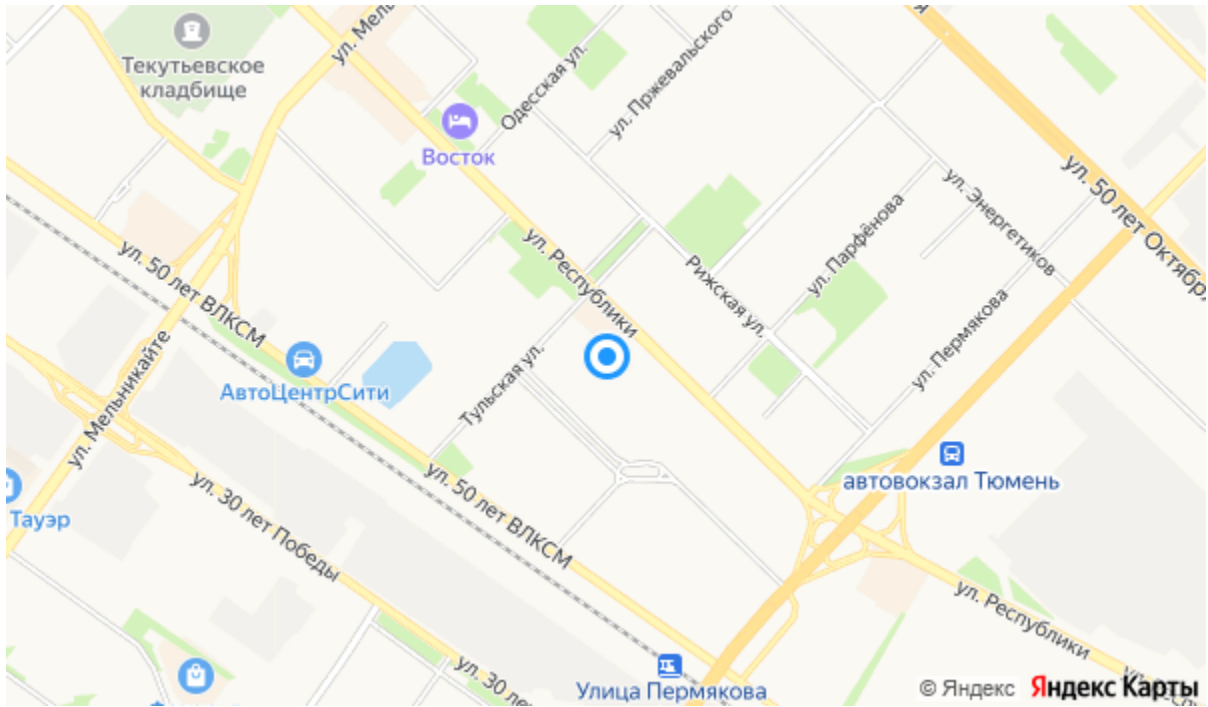 Текутьевское
кладбище
ул. Мель
Одесская ул.
ул. Пржевальского
я
Восток
ул. 50 лет Октябр
ул. Энергетиков
ул. Парфёнова
ул. Республики
Рижская ул.
ул. 50 лет ВЛКСМ
ул. Пермякова
АвтоЦентрСити
Тульская ул.
ул. Мельникайте
автовокзал Тюмень
Тауэр
ул. 30 лет Победы
ул. 50 лет ВЛКСМ
ул. Республики
ул. 30 лет
Улица Пермякова
© Яндекс Яндекс Карты